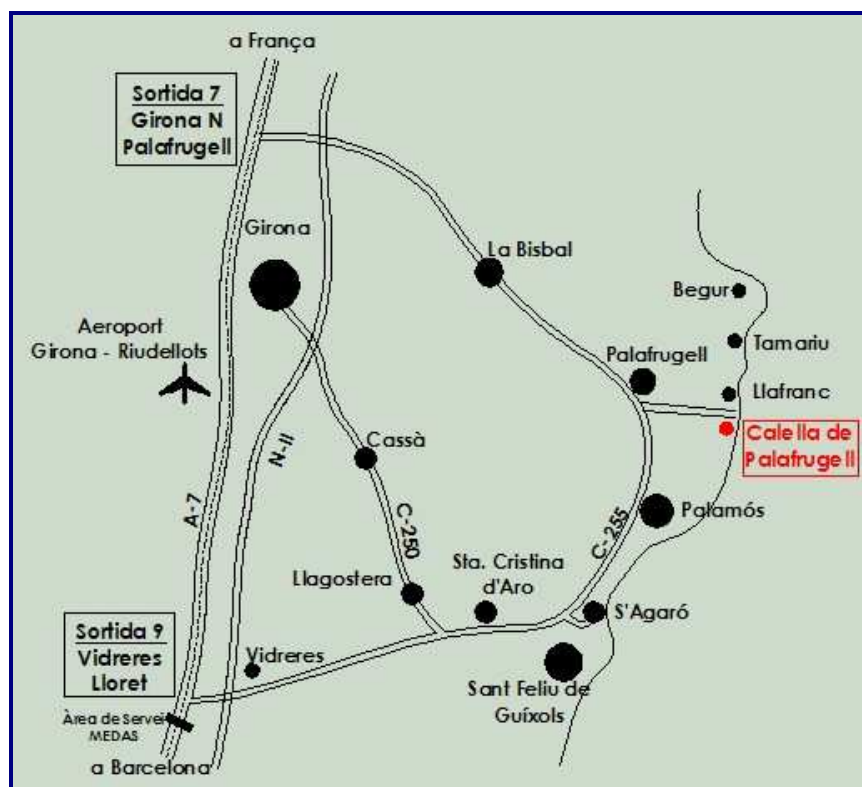 a França
Sortida 7
Girona N
Palafrugell
Girona
La Bisbal
Begur
Aeroport
Girona - Riudellots
Tamariu
Palafrugell
Llafranc
Calella de
Palafrugell
Cassà
N-II
A-7
C-250
C-255
Palamós
Sta. Cristina
d'Aro
Llagostera
S'Agaró
Sortida 9
Vidreres
Lloret
Vidreres
Sant Feliu de
Guíxols
Àrea de Servei
MEDAS
a Barcelona